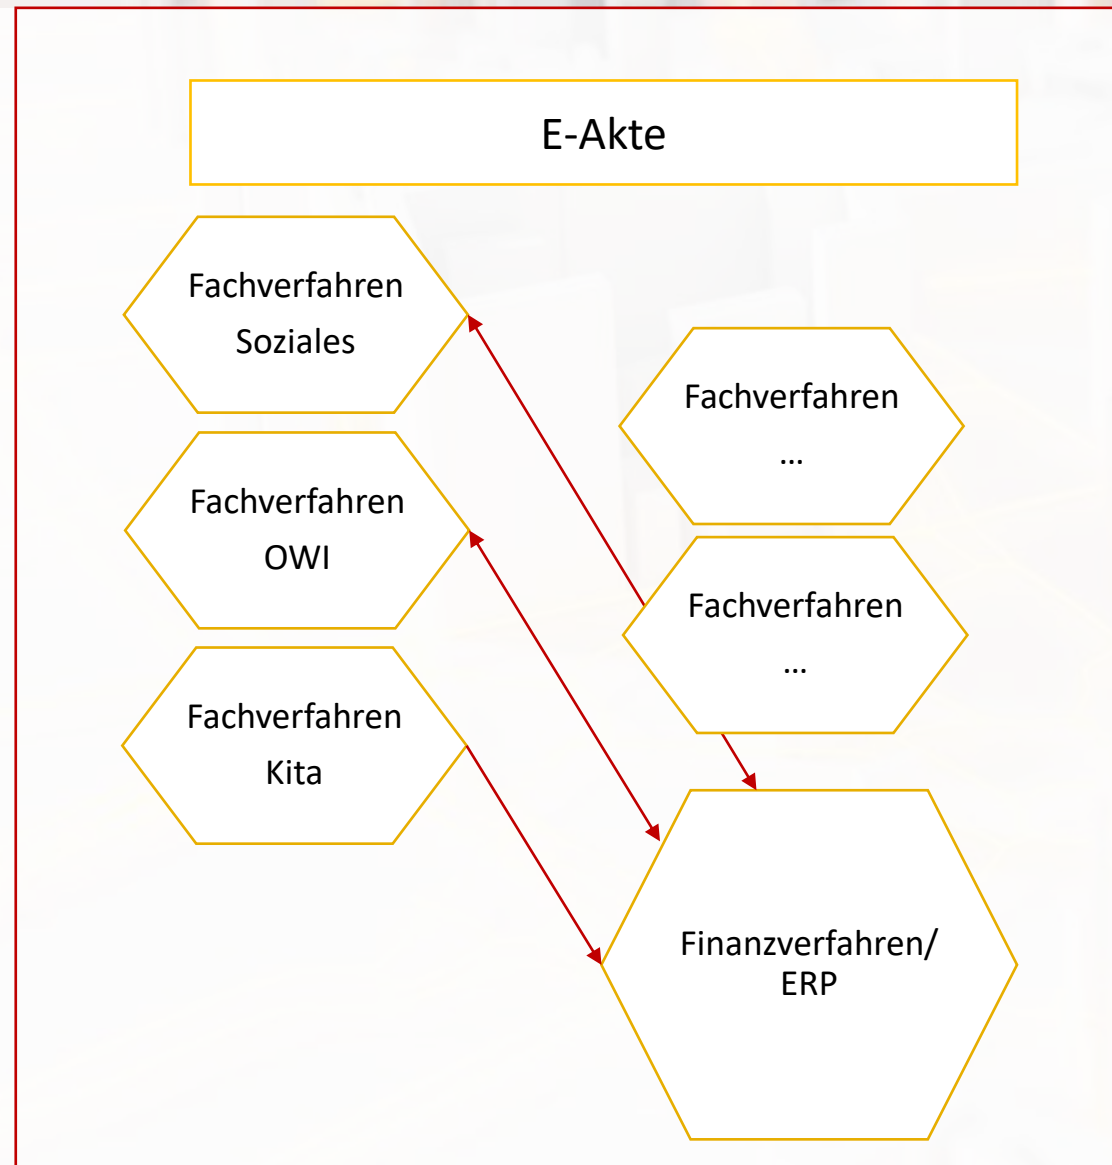 E-Akte
Fachverfahren
Soziales
Fachverfahren
OWI
Fachverfahren
Kita
Fachverfahren
...
Fachverfahren
...
Finanzverfahren/
ERP